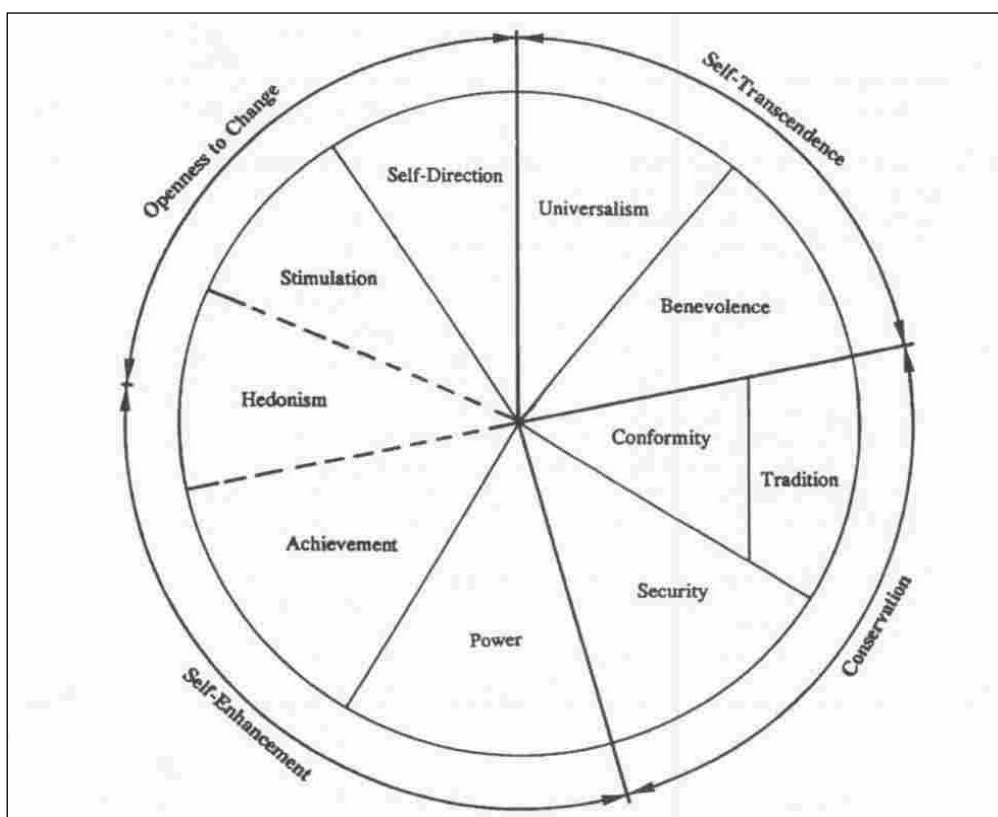 Openness to Change
Self-Transcendence
Self-Direction
Universalism
Stimulation
Benevolence
Hedonism
Conformity
Tradition
Achievement
Security
Power
Self-Enhancement
Conservation